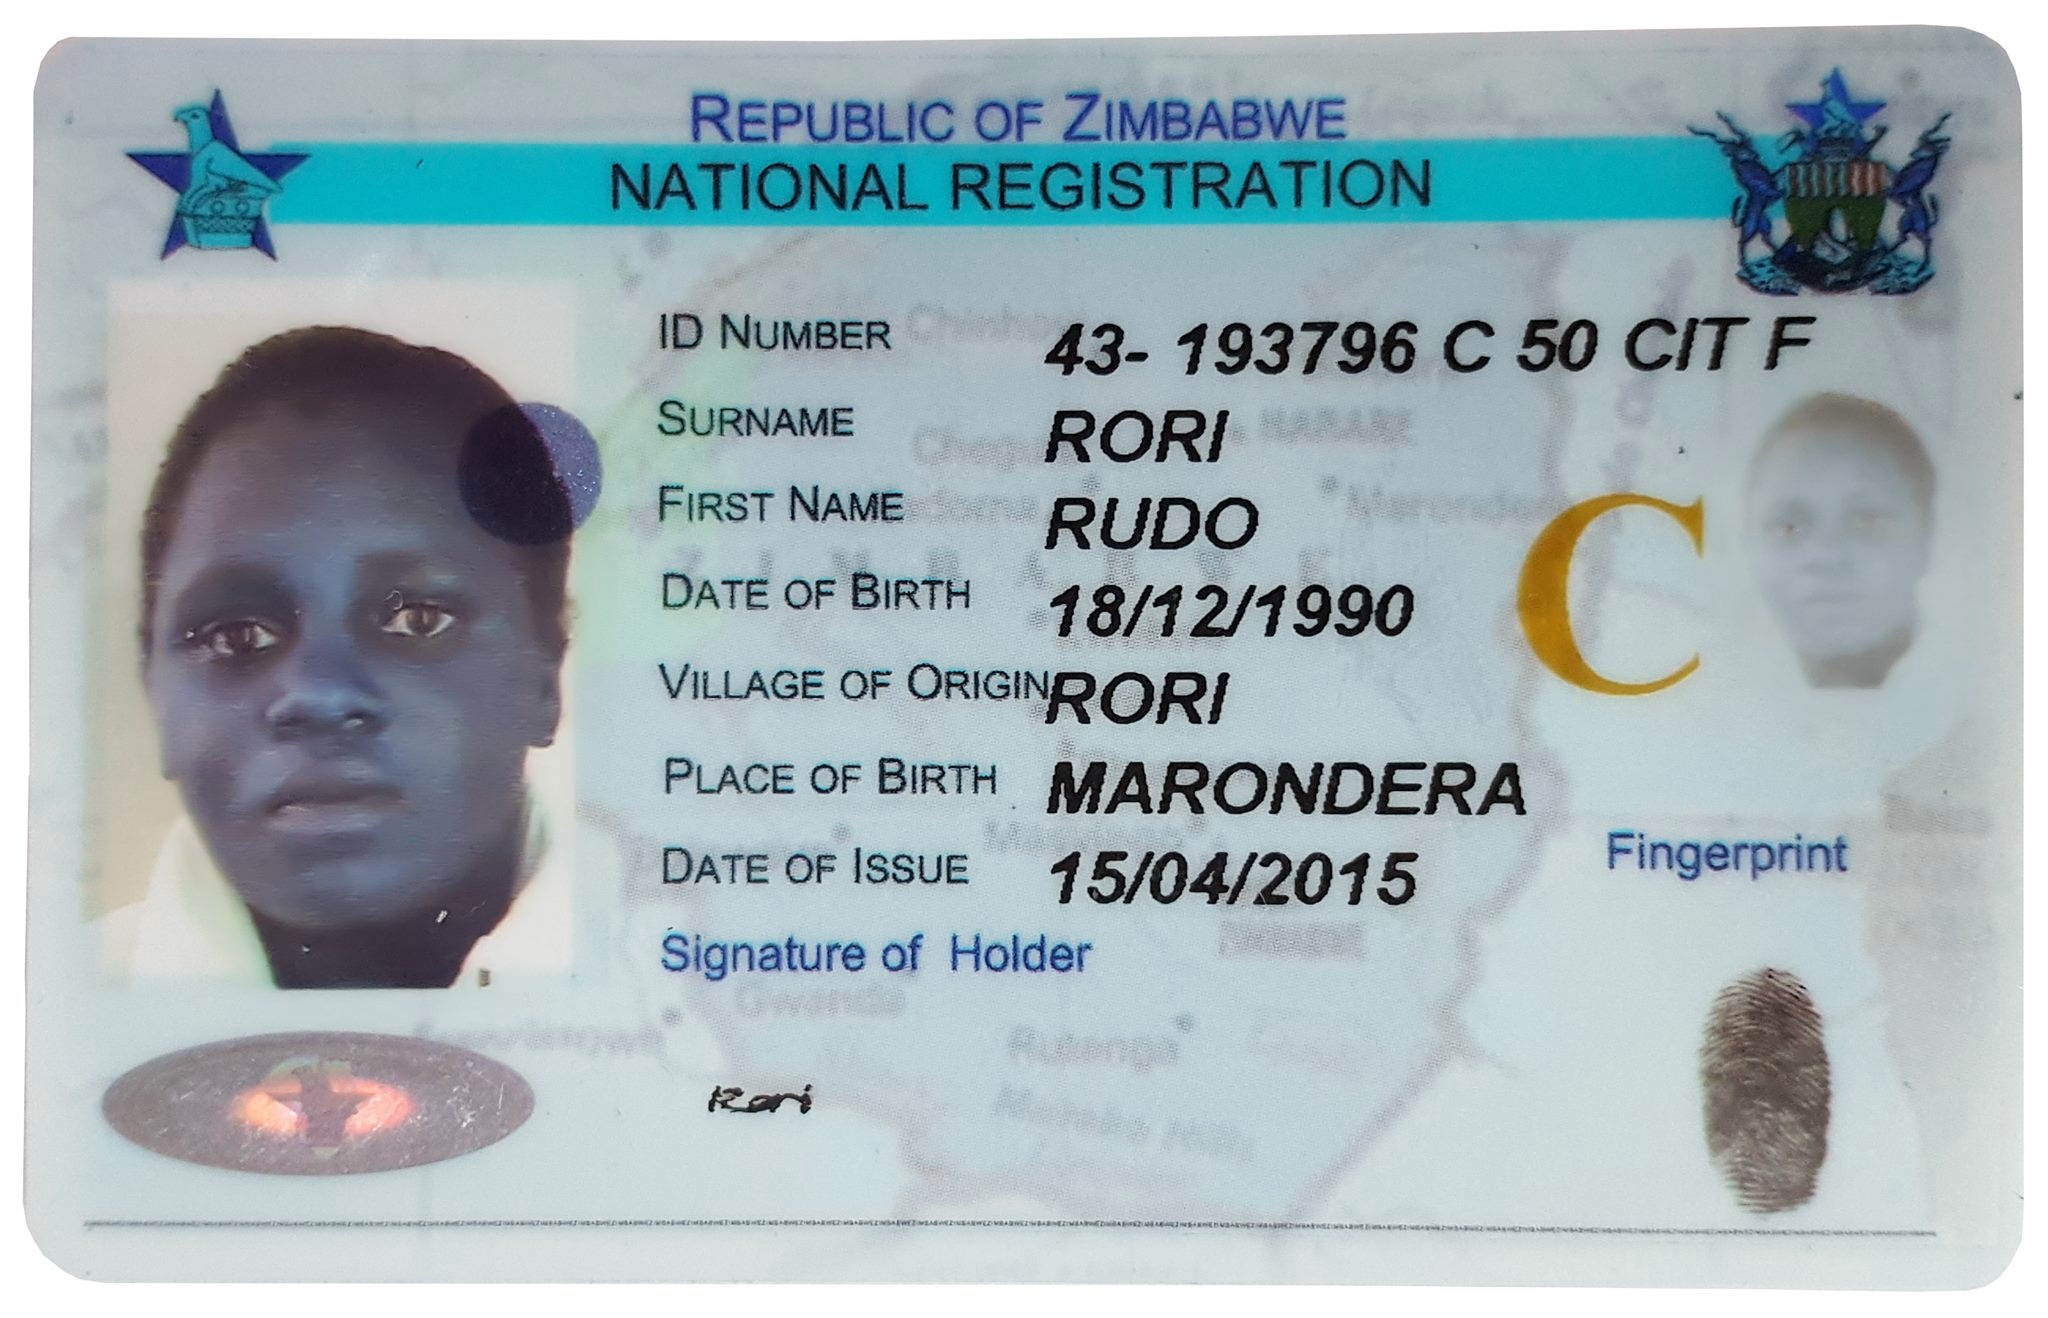 REPUBLIC OF ZIMBABWE
NATIONAL REGISTRATION
ID NUMBER 43- 193796 C 50 CIT F
SURNAME RORI
FIRST NAME RUDO
DATE OF BIRTH 18/12/1990
VILLAGE OF ORIGIN RORI
PLACE OF BIRTH MARONDERA
DATE OF ISSUE 15/04/2015
C
Fingerprint
Signature of Holder
Rori